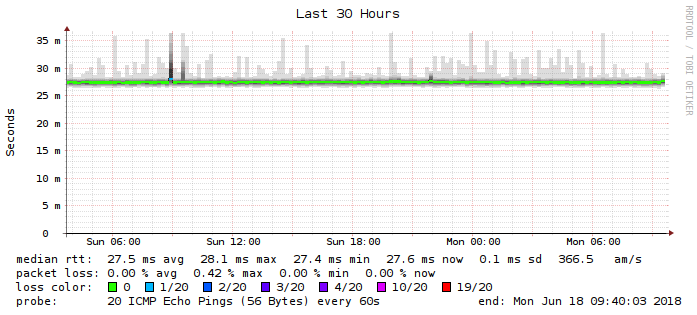 Last 30 Hours
RRDTOOL / TOBI OETIKER
Seconds
35 m
30 m
25 m
20 m
15 m
10 m
5 m
0
Sun 06:00 Sun 12:00 Sun 18:00 Mon 00:00 Mon 06:00
median rtt: 27.5 ms avg 28.1 ms max 27.4 ms min 27.6 ms now 0.1 ms sd 366.5 am/s
packet loss: 0.00 % avg 0.42 % max 0.00 % min 0.00 % now
loss color: 0 1/20 2/20 3/20 4/20 10/20 19/20
probe: 20 ICMP Echo Pings (56 Bytes) every 60s end: Mon Jun 18 09:40:03 2018